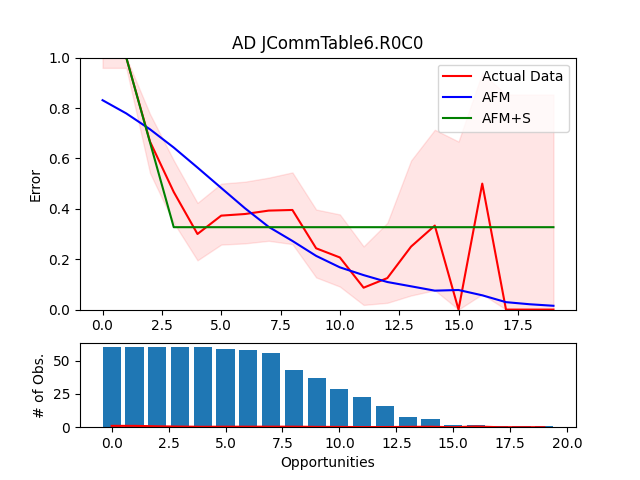 AD JCommTable6.R0C0
1.0
0.8
0.6
0.4
0.2
0.0
Error
Actual Data
AFM
AFM+S
0.0 2.5 5.0 7.5 10.0 12.5 15.0 17.5
50
25
0
# of Obs.
0.0 2.5 5.0 7.5 10.0 12.5 15.0 17.5 20.0
Opportunities